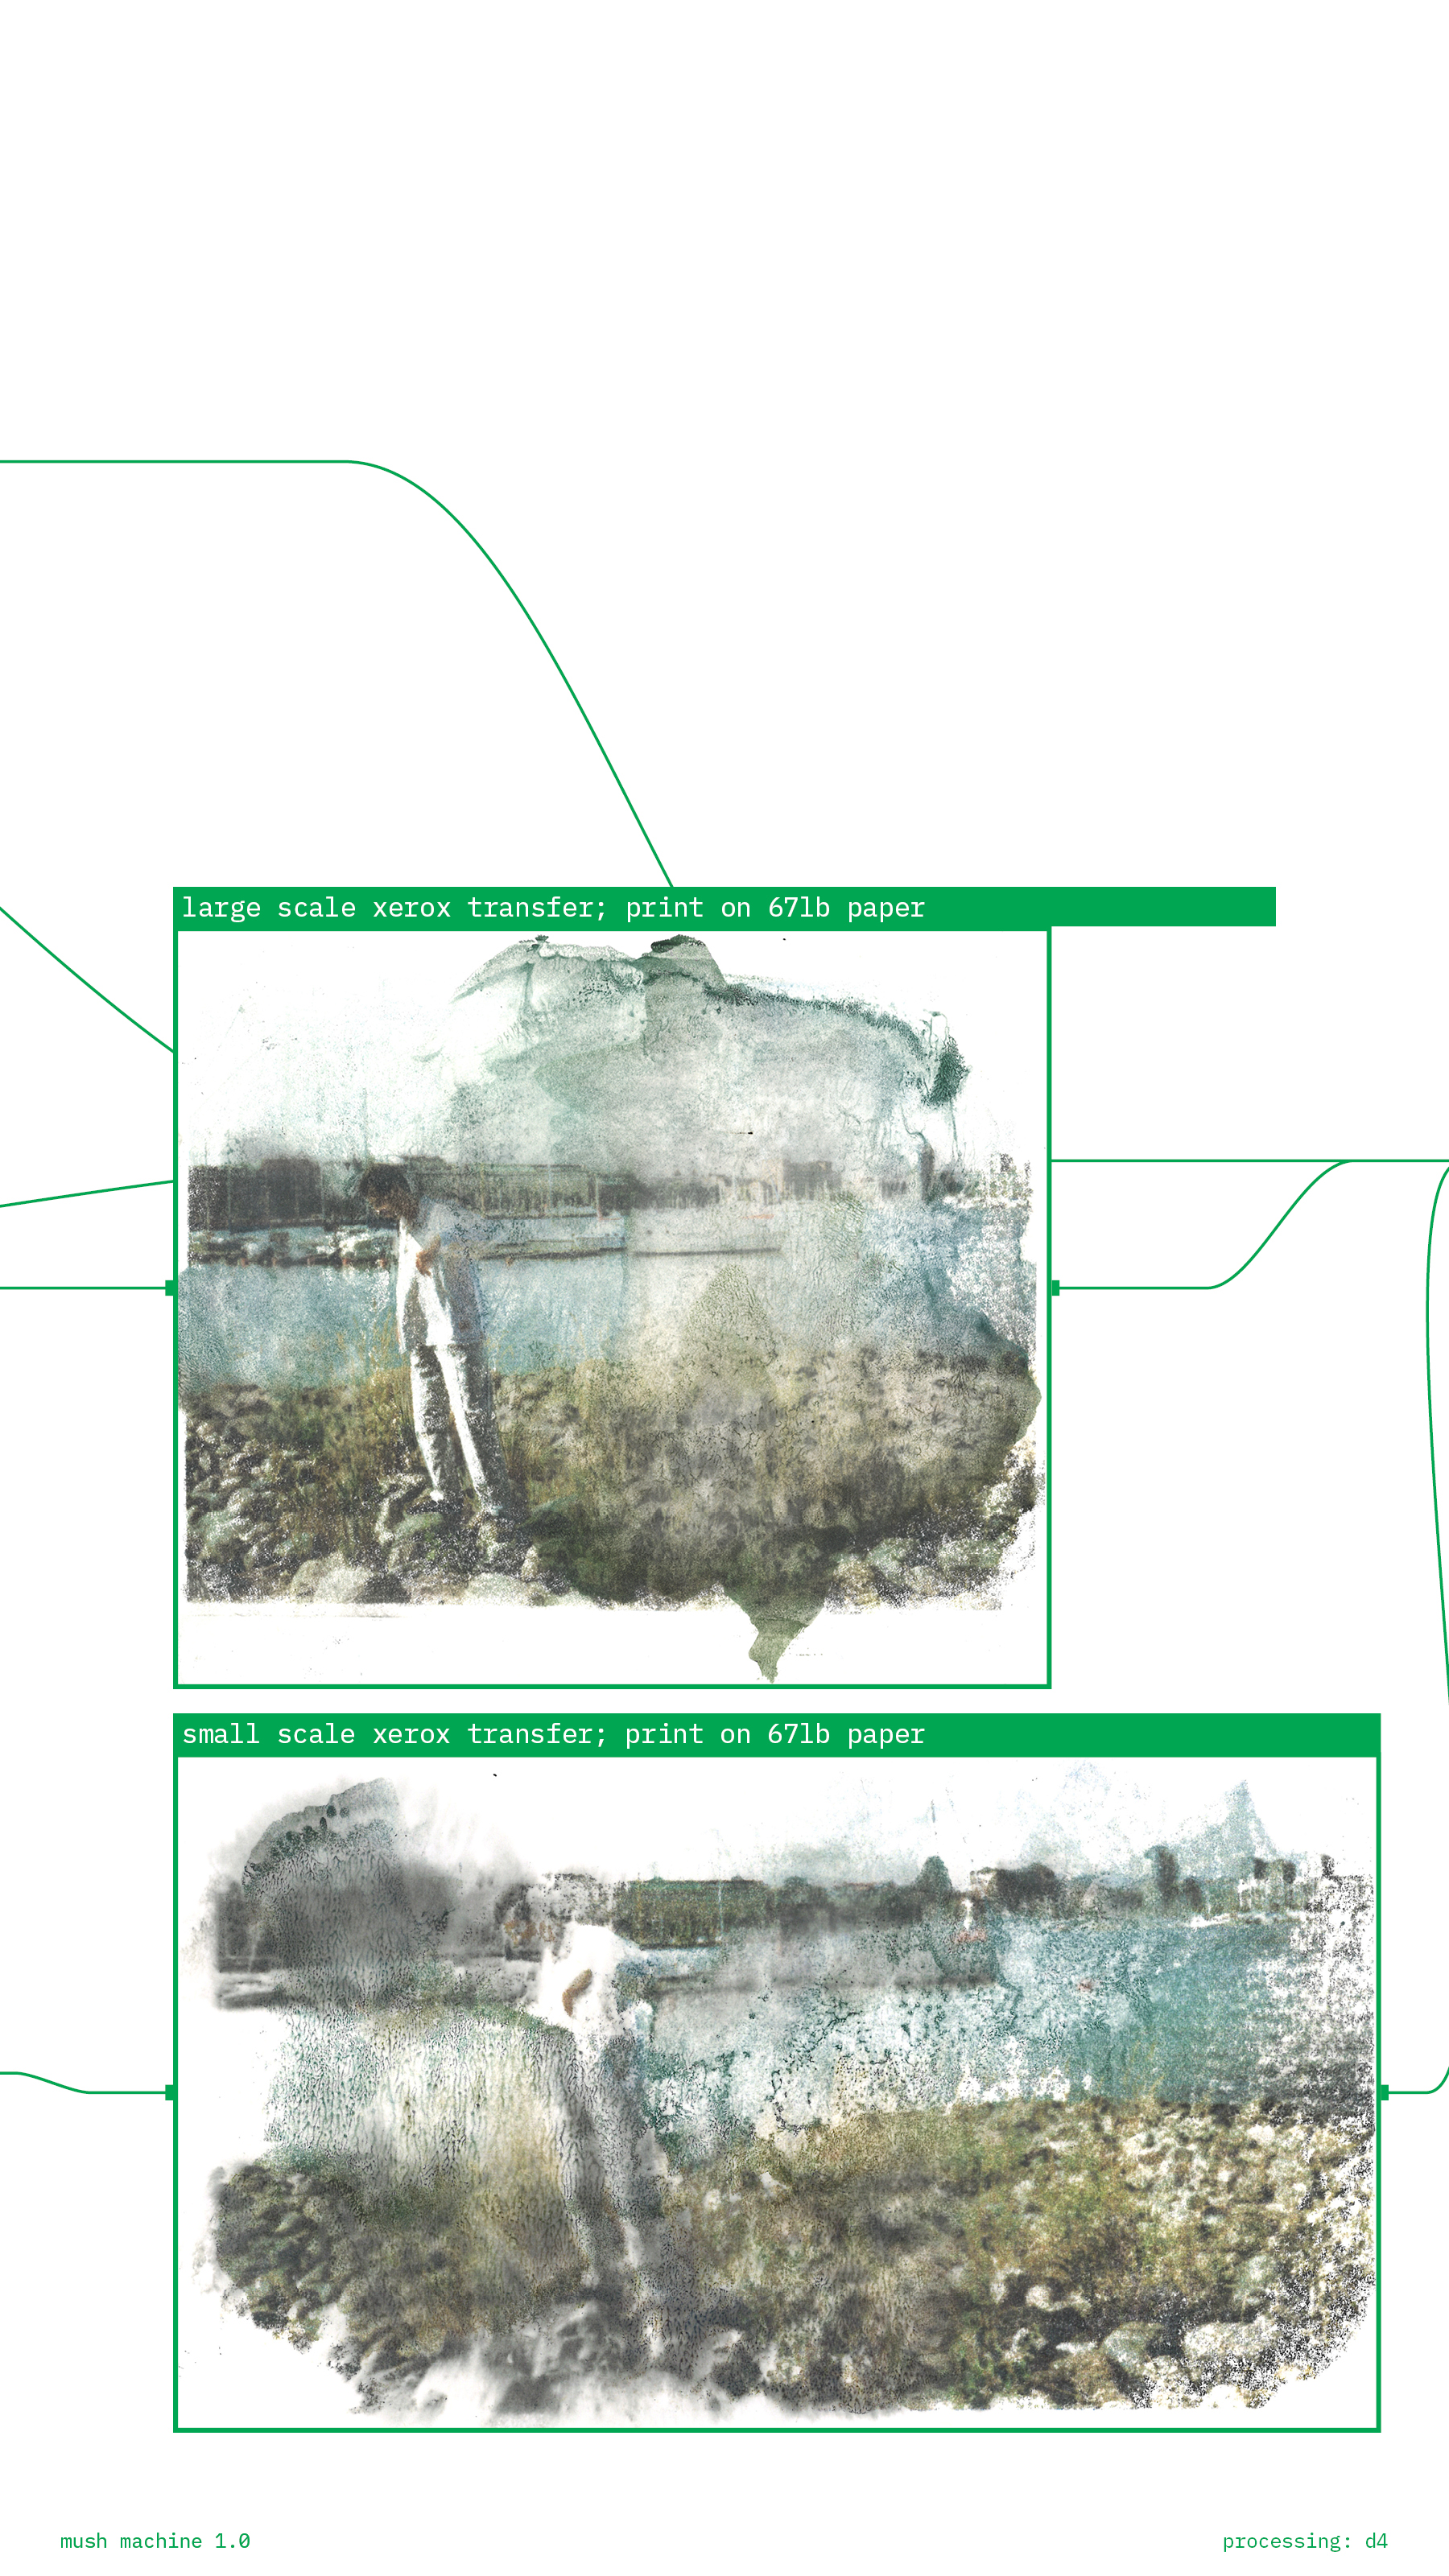 large scale xerox transfer; print on 67lb paper
small scale xerox transfer; print on 67lb paper
mush machine 1.0
processing: d4